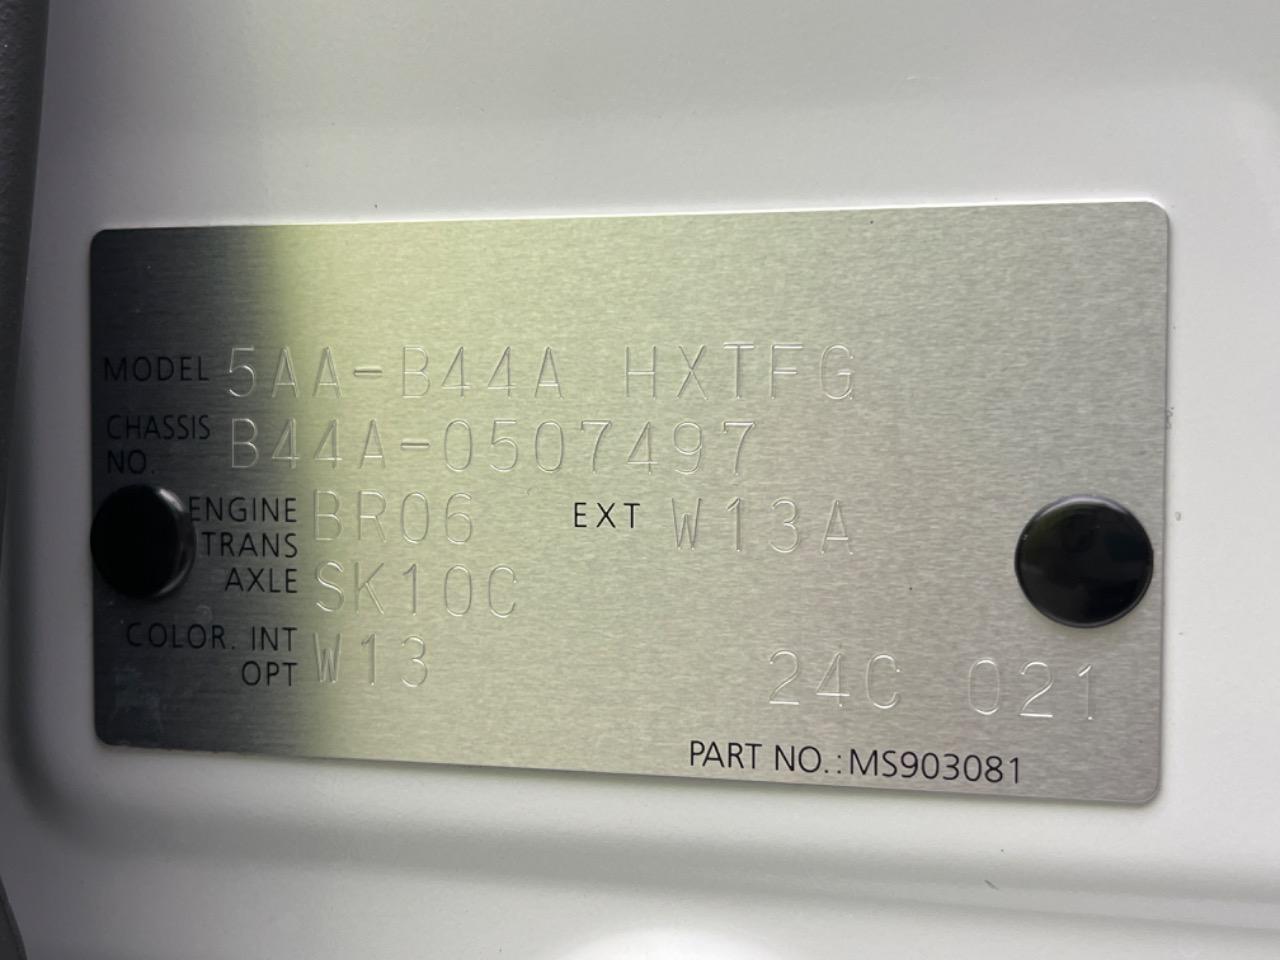 MODEL 5AA-B44A HXTFG
CHASSIS NO. B44A-0507497
ENGINE BR06 EXT W13A
TRANS AXLE SK10C
COLOR. INT OPT W13
24C 021
PART NO.:MS903081